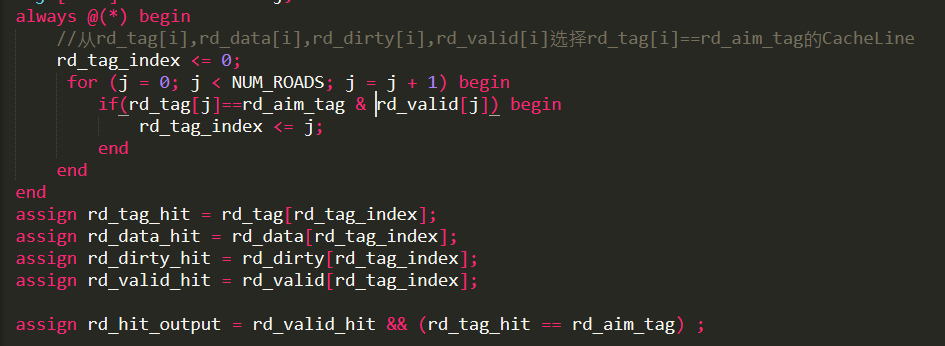 always @(*) begin
//从rd_tag[i],rd_data[i],rd_dirty[i],rd_valid[i]选择rd_tag[i]==rd_aim_tag的CacheLine
rd_tag_index <= 0;
for (j = 0; j < NUM_ROADS; j = j + 1) begin
if(rd_tag[j]==rd_aim_tag & rd_valid[j]) begin
rd_tag_index <= j;
end
end
end
assign rd_tag_hit = rd_tag[rd_tag_index];
assign rd_data_hit = rd_data[rd_tag_index];
assign rd_dirty_hit = rd_dirty[rd_tag_index];
assign rd_valid_hit = rd_valid[rd_tag_index];
assign rd_hit_output = rd_valid_hit && (rd_tag_hit == rd_aim_tag) ;